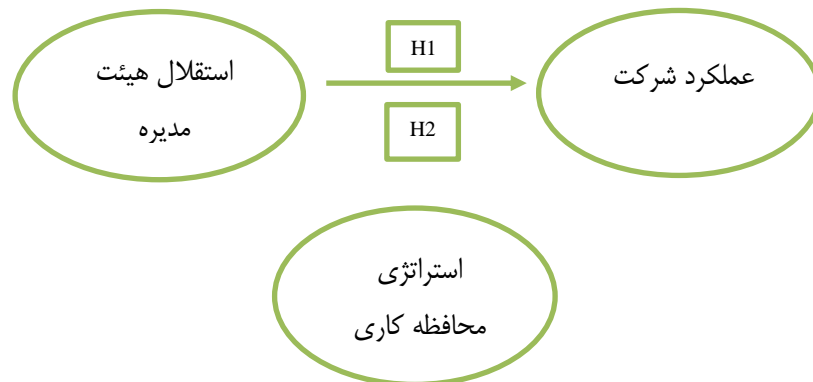 استقلال هیئت
مدیره
H1
H2
عملکرد شرکت
استراتژی
محافظه کاری